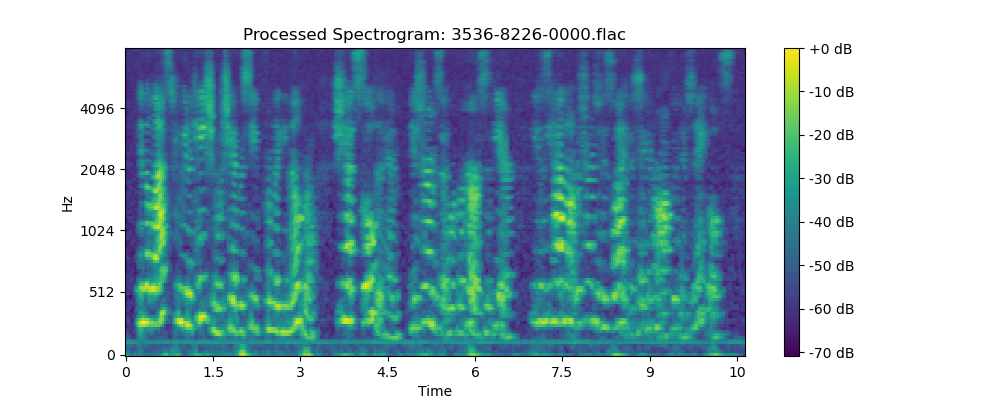 Processed Spectrogram: 3536-8226-0000.flac
Hz
4096
2048
1024
512
0
0 1.5 3 4.5 6 7.5 9 10
Time
+0 dB
-10 dB
-20 dB
-30 dB
-40 dB
-50 dB
-60 dB
-70 dB